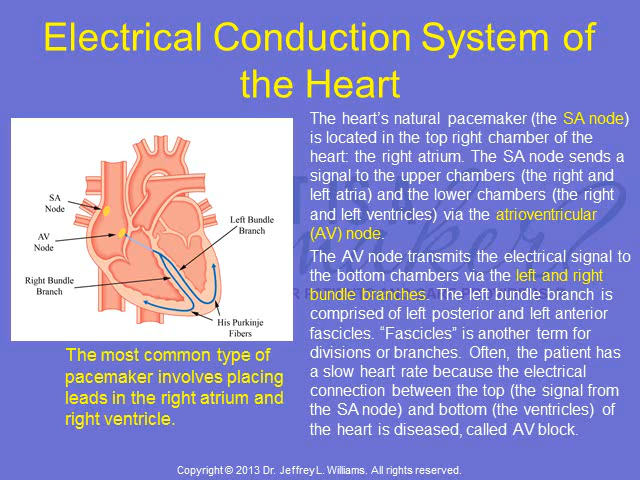 Electrical Conduction System of
the Heart
The heart's natural pacemaker (the SA node)
is located in the top right chamber of the
heart: the right atrium. The SA node sends a
signal to the upper chambers (the right and
left atria) and the lower chambers (the right
and left ventricles) via the atrioventricular
(AV) node.
The AV node transmits the electrical signal to
the bottom chambers via the left and right
bundle branches. The left bundle branch is
comprised of left posterior and left anterior
fascicles. “Fascicles” is another term for
divisions or branches. Often, the patient has
a slow heart rate because the electrical
connection between the top (the signal from
the SA node) and bottom (the ventricles) of
the heart is diseased, called AV block.
SA
Node
AV
Node
Left Bundle
Branch
Right Bundle
Branch
His Purkinje
Fibers
The most common type of
pacemaker involves placing
leads in the right atrium and
right ventricle.
Copyright © 2013 Dr. Jeffrey L. Williams. All rights reserved.